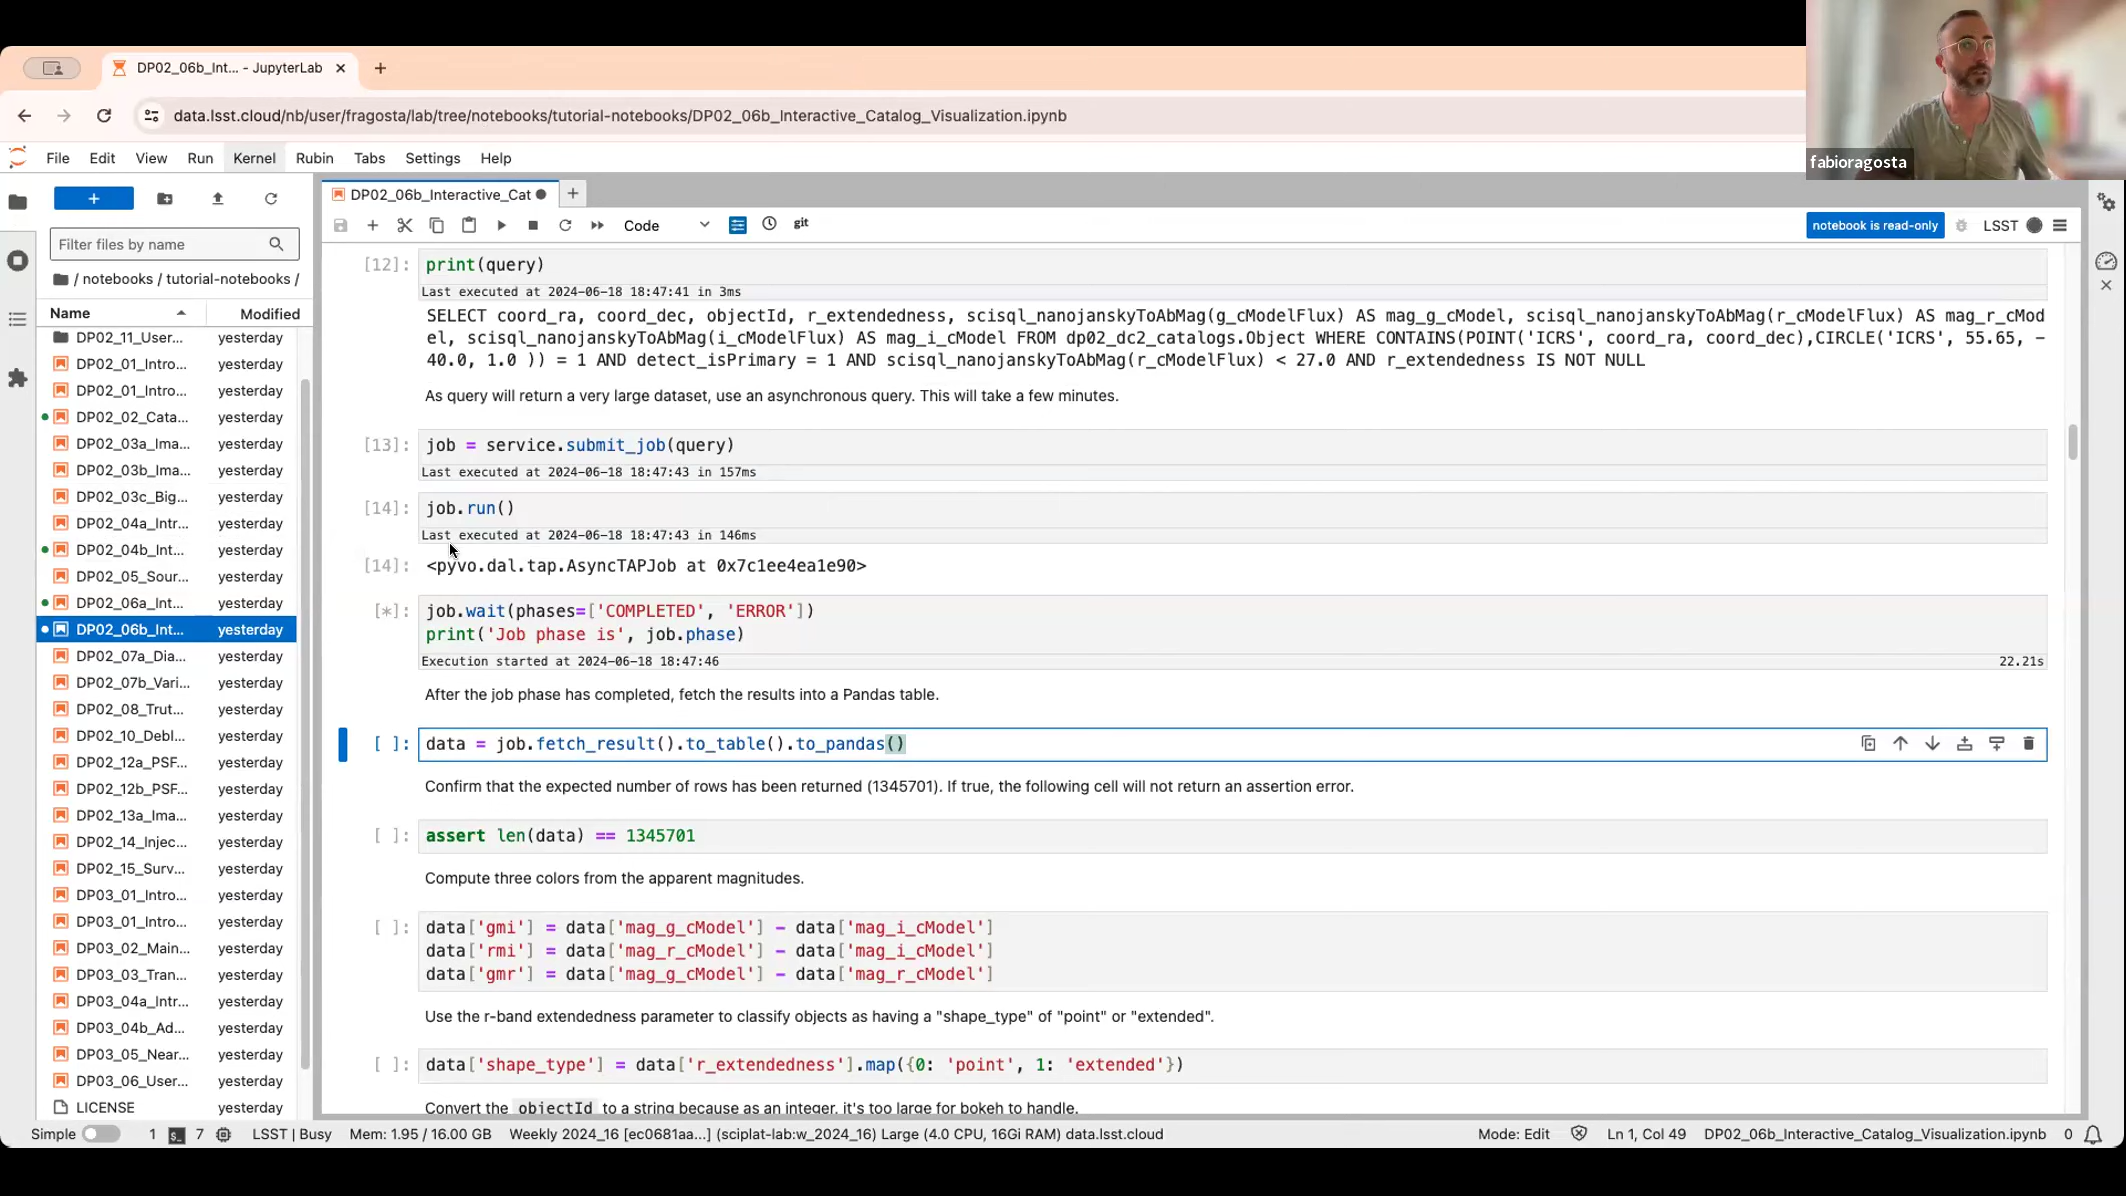 DP02_06b_Int... - JupyterLab
data.lsst.cloud/nb/user/fragosta/lab/tree/notebooks/tutorial-notebooks/DP02_06b_Interactive_Catalog_Visualization.ipynb
fabioragosta
File Edit View Run Kernel Rubin Tabs Settings Help
DP02_06b_Interactive_Cat
Code
git
notebook is read-only
LSST
Filter files by name
/ notebooks / tutorial-notebooks /
Name Modified
DP02_11_User... yesterday
DP02_01_Intro... yesterday
DP02_01_Intro... yesterday
DP02_02_Cata... yesterday
DP02_03a_Ima... yesterday
DP02_03b_Ima... yesterday
DP02_03c_Big... yesterday
DP02_04a_Intr... yesterday
DP02_04b_Int... yesterday
DP02_05_Sour... yesterday
DP02_06a_Int... yesterday
DP02_06b_Int... yesterday
DP02_07a_Dia... yesterday
DP02_07b_Vari... yesterday
DP02_08_Trut... yesterday
DP02_10_Debl... yesterday
DP02_12a_PSF... yesterday
DP02_12b_PSF... yesterday
DP02_13a_Ima... yesterday
DP02_14_Injec... yesterday
DP02_15_Surv... yesterday
DP03_01_Intro... yesterday
DP03_01_Intro... yesterday
DP03_02_Main... yesterday
DP03_03_Tran... yesterday
DP03_04a_Intr... yesterday
DP03_04b_Ad... yesterday
DP03_05_Near... yesterday
DP03_06_User... yesterday
LICENSE yesterday
[12]: print(query)
Last executed at 2024-06-18 18:47:41 in 3ms
SELECT coord_ra, coord_dec, objectId, r_extendedness, scisql_nanojanskyToAbMag(g_cModelFlux) AS mag_g_cModel, scisql_nanojanskyToAbMag(r_cModelFlux) AS mag_r_cMod
el, scisql_nanojanskyToAbMag(i_cModelFlux) AS mag_i_cModel FROM dp02_dc2_catalogs.Object WHERE CONTAINS(POINT('ICRS', coord_ra, coord_dec),CIRCLE('ICRS', 55.65, -
40.0, 1.0 )) = 1 AND detect_isPrimary = 1 AND scisql_nanojanskyToAbMag(r_cModelFlux) < 27.0 AND r_extendedness IS NOT NULL
As query will return a very large dataset, use an asynchronous query. This will take a few minutes.
[13]: job = service.submit_job(query)
Last executed at 2024-06-18 18:47:43 in 157ms
[14]: job.run()
Last executed at 2024-06-18 18:47:43 in 146ms
[14]: <pyvo.dal.tap.AsyncTAPJob at 0x7c1ee4ea1e90>
[*]: job.wait(phases=['COMPLETED', 'ERROR'])
print('Job phase is', job.phase)
Execution started at 2024-06-18 18:47:46 22.21s
After the job phase has completed, fetch the results into a Pandas table.
[ ]: data = job.fetch_result().to_table().to_pandas()
Confirm that the expected number of rows has been returned (1345701). If true, the following cell will not return an assertion error.
[ ]: assert len(data) == 1345701
Compute three colors from the apparent magnitudes.
[ ]: data['gmi'] = data['mag_g_cModel'] - data['mag_i_cModel']
data['rmi'] = data['mag_r_cModel'] - data['mag_i_cModel']
data['gmr'] = data['mag_g_cModel'] - data['mag_r_cModel']
Use the r-band extendedness parameter to classify objects as having a "shape_type" of "point" or "extended".
[ ]: data['shape_type'] = data['r_extendedness'].map({0: 'point', 1: 'extended'})
Convert the objectId to a string because as an integer, it's too large for bokeh to handle.
Simple 1 7 LSST | Busy Mem: 1.95 / 16.00 GB Weekly 2024_16 [ec0681aa...] (sciplat-lab:w_2024_16) Large (4.0 CPU, 16Gi RAM) data.lsst.cloud Mode: Edit Ln 1, Col 49 DP02_06b_Interactive_Catalog_Visualization.ipynb 0